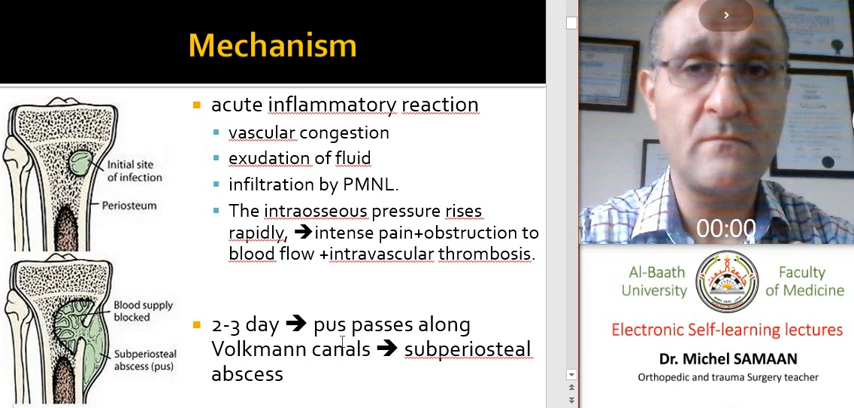 Mechanism
acute inflammatory reaction
vascular congestion
exudation of fluid
infiltration by PMNL.
The intraosseous pressure rises
rapidly, ➔intense pain+obstruction to
blood flow +intravascular thrombosis.
2-3 day ➔ pus passes along
Volkmann canals ➔ subperiosteal
abscess
Initial site
of infection
Periosteum
Blood supply
blocked
Subperiosteal
abscess (pus)
00:00
Al-Baath
University
Faculty
of Medicine
Electronic Self-learning lectures
Dr. Michel SAMAAN
Orthopedic and trauma Surgery teacher